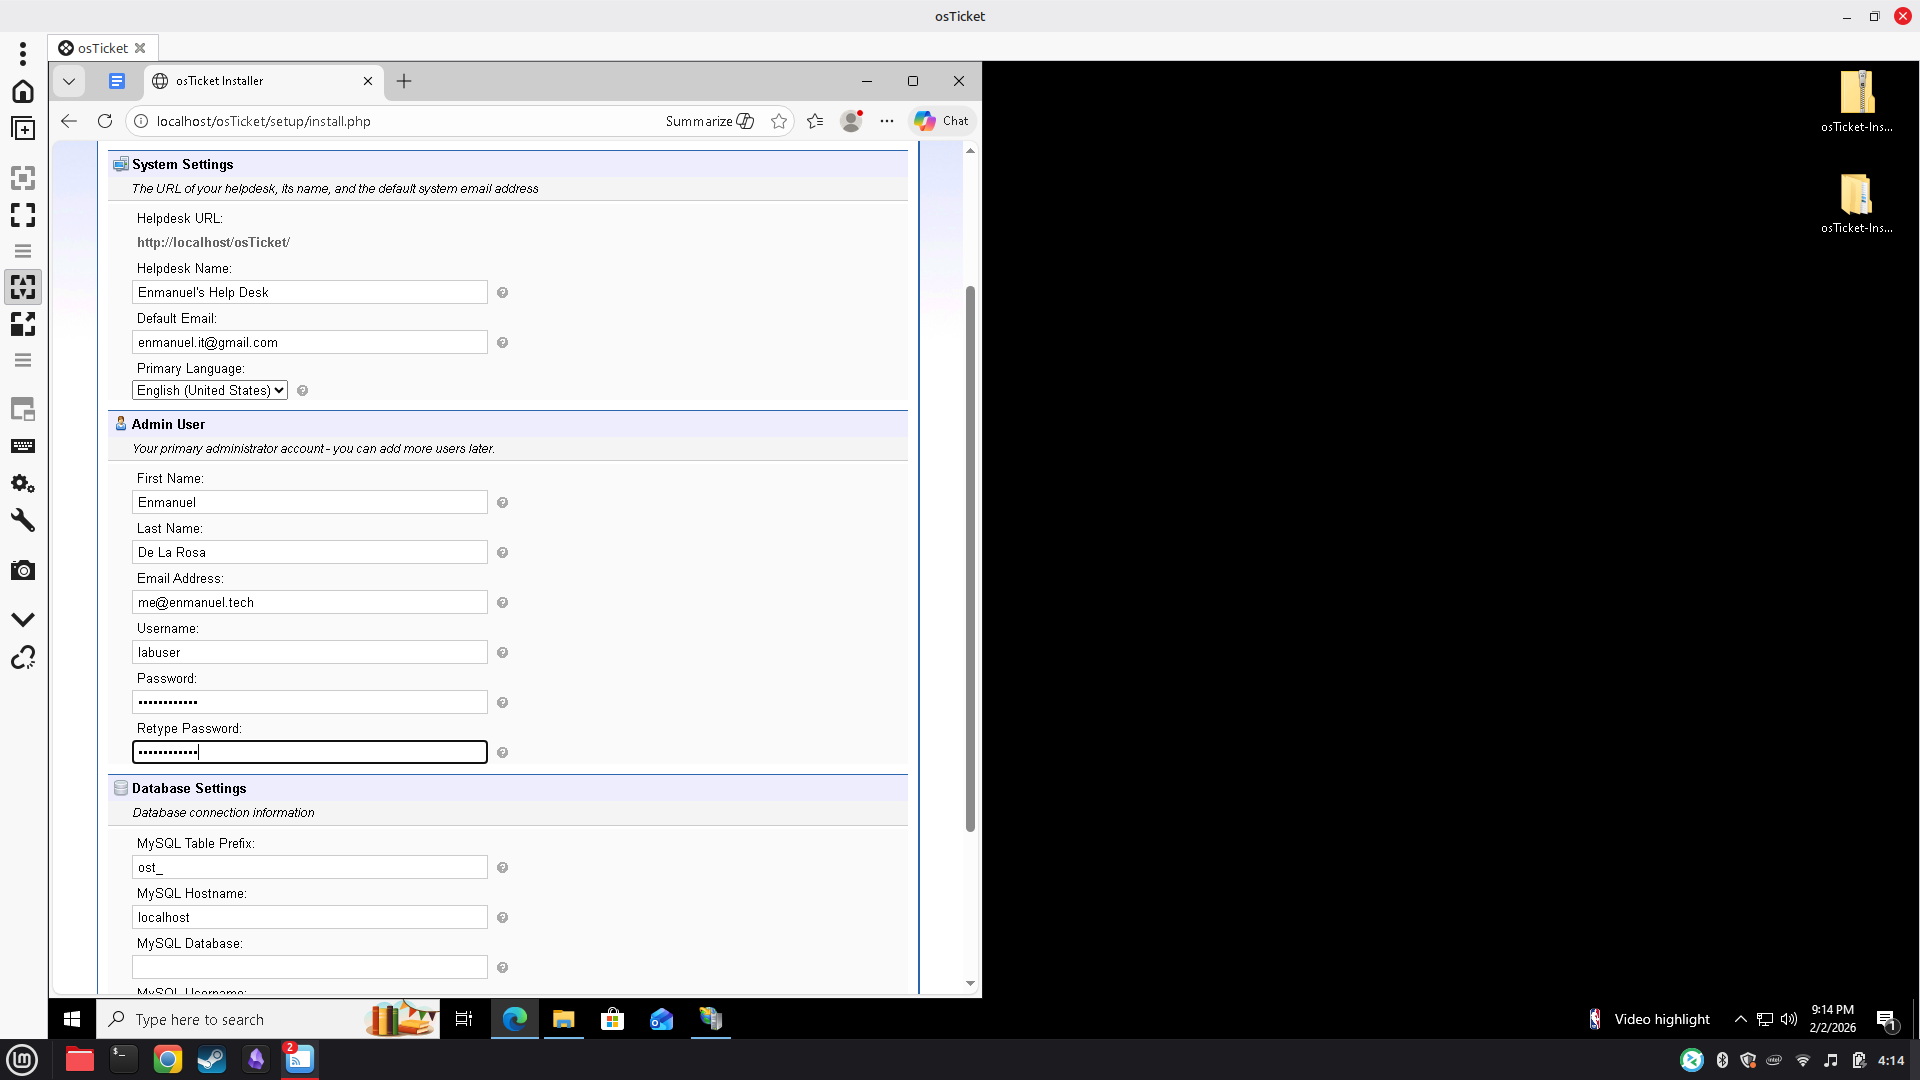 osTicket
osTicket
osTicket Installer
localhost/osTicket/setup/install.php
Summarize
Chat
System Settings
The URL of your helpdesk, its name, and the default system email address
Helpdesk URL:
http://localhost/osTicket/
Helpdesk Name:
Enmanuel's Help Desk
Default Email:
enmanuel.it@gmail.com
Primary Language:
English (United States)
Admin User
Your primary administrator account - you can add more users later.
First Name:
Enmanuel
Last Name:
De La Rosa
Email Address:
me@enmanuel.tech
Username:
labuser
Password:
••••••••••••
Retype Password:
••••••••••••
Database Settings
Database connection information
MySQL Table Prefix:
ost_
MySQL Hostname:
localhost
MySQL Database:
MySQL Username:
osTicket-Ins...
osTicket-Ins...
Type here to search
Video highlight
9:14 PM
2/2/2026
1
2
4:14